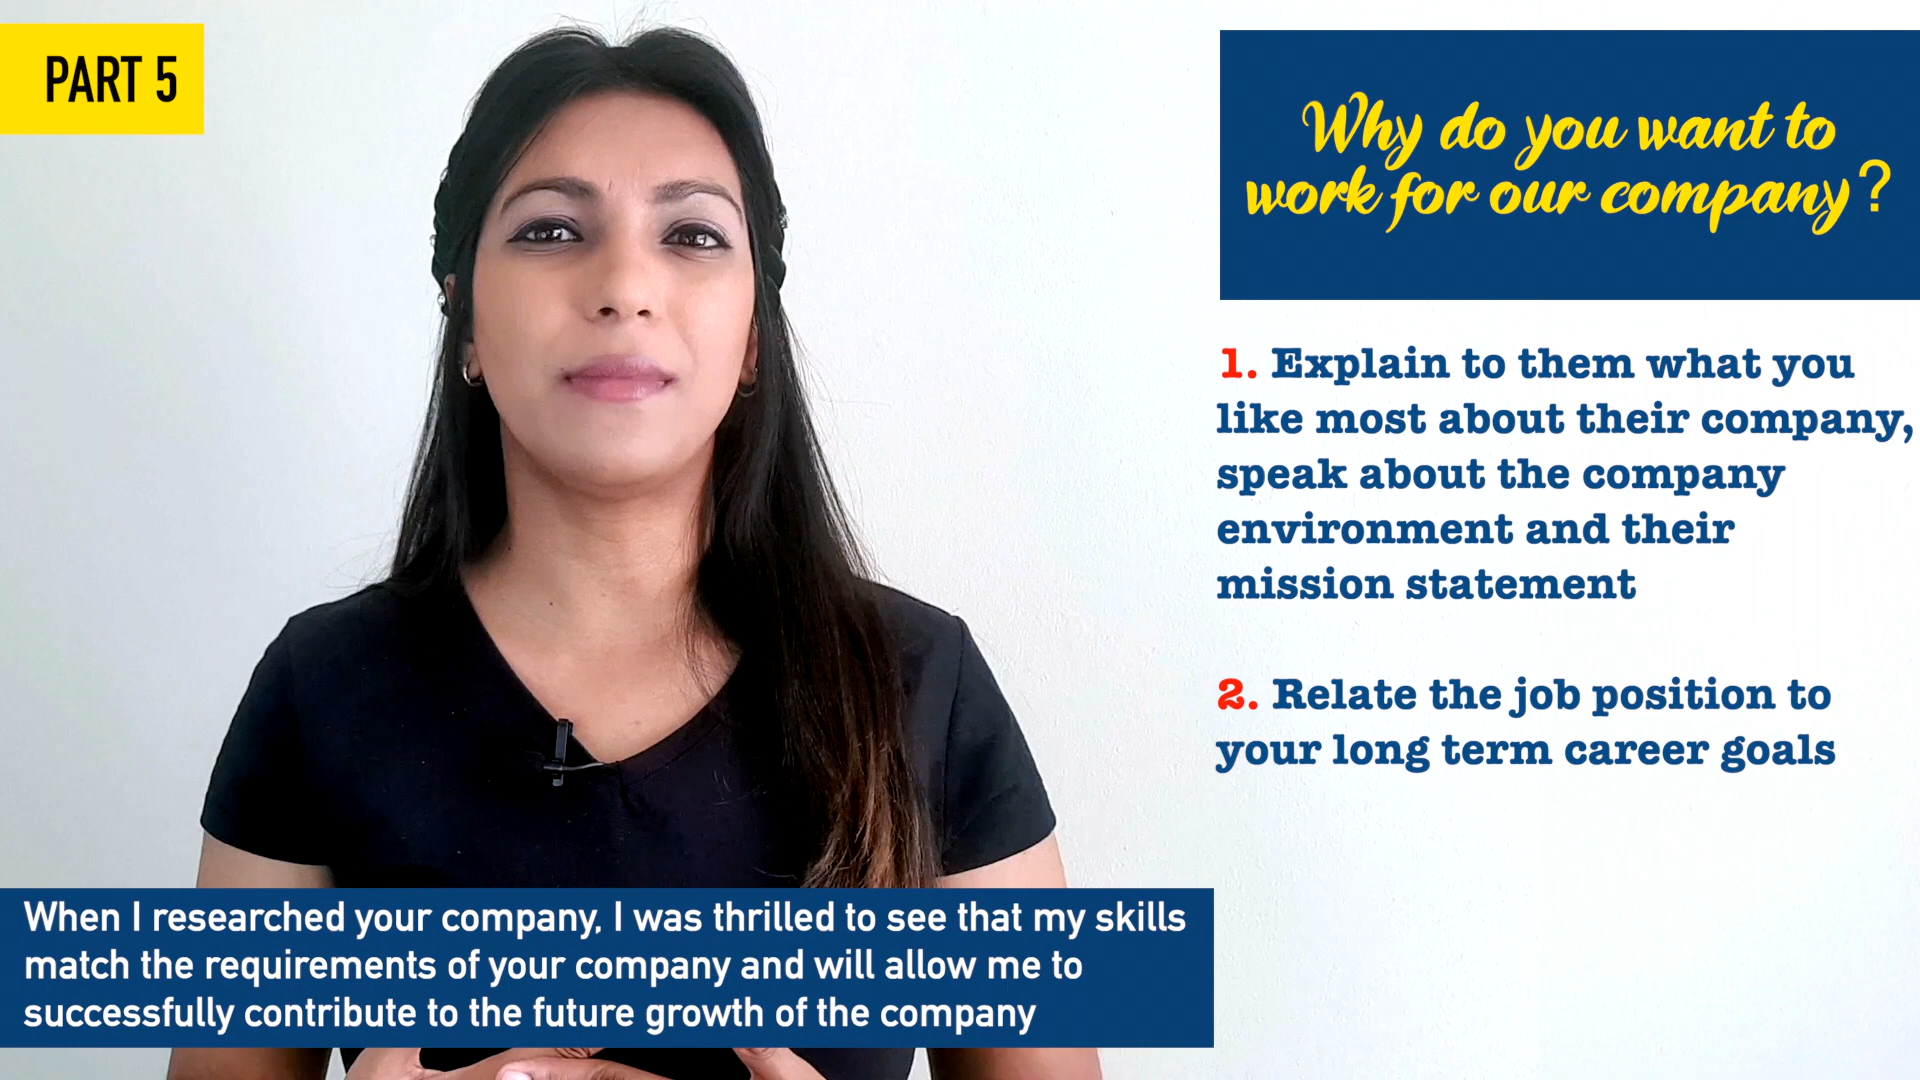 PART 5
Why do you want to
work for our company?
1. Explain to them what you
like most about their company,
speak about the company
environment and their
mission statement
2. Relate the job position to
your long term career goals
When I researched your company, I was thrilled to see that my skills
match the requirements of your company and will allow me to
successfully contribute to the future growth of the company